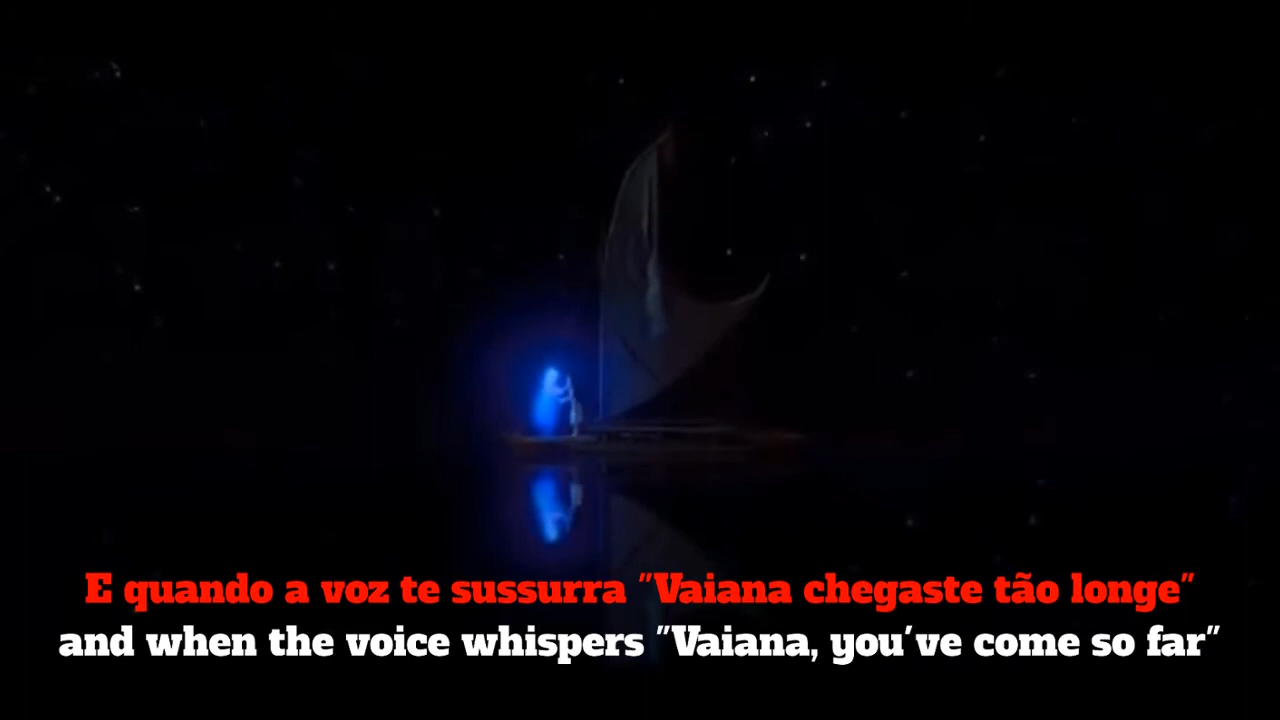 E quando a voz te sussurra "Vaiana chegaste tão longe"
and when the voice whispers "Vaiana, you've come so far"